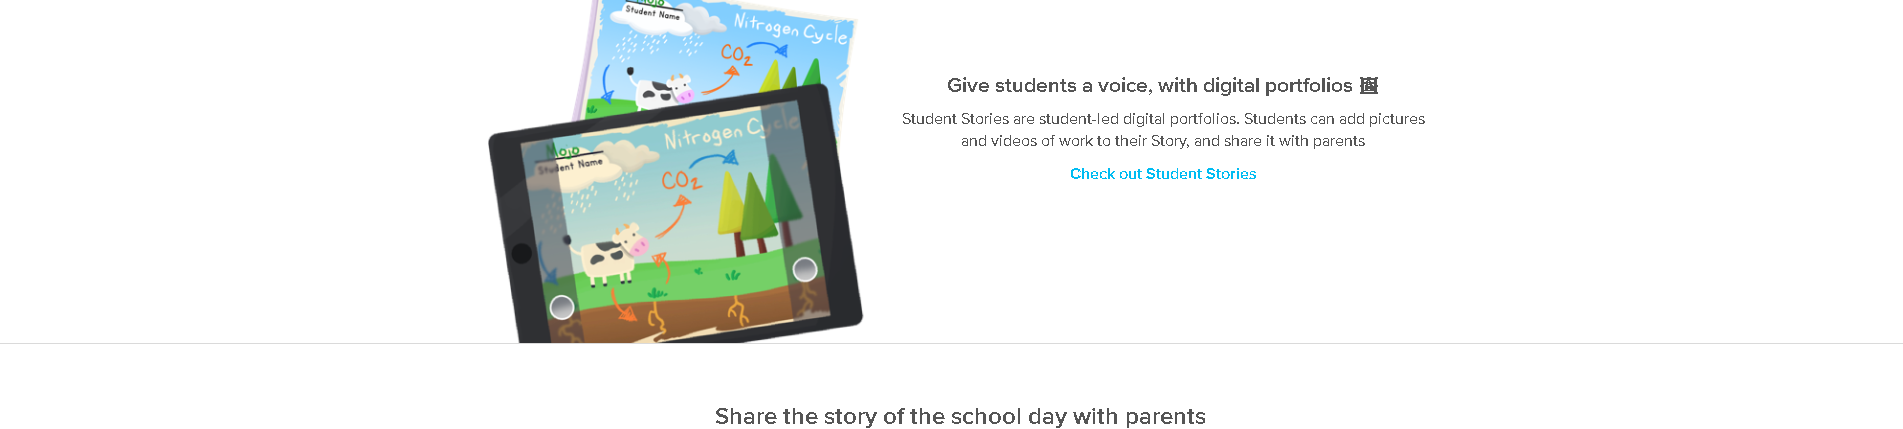 Mojo
Student Name
Nitrogen Cycle
CO2
Mojo
Student Name
Nitrogen Cycle
CO2
Give students a voice, with digital portfolios 🖼
Student Stories are student-led digital portfolios. Students can add pictures
and videos of work to their Story, and share it with parents
Check out Student Stories
Share the story of the school day with parents